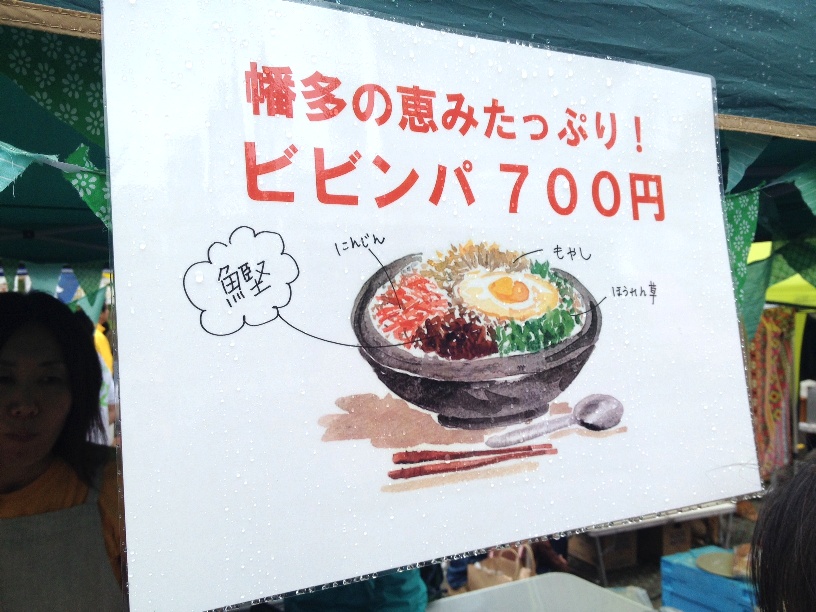 幡多の恵みたっぷり！
ビビンパ 700円
にんじん
もやし
鰹
ほうれん草